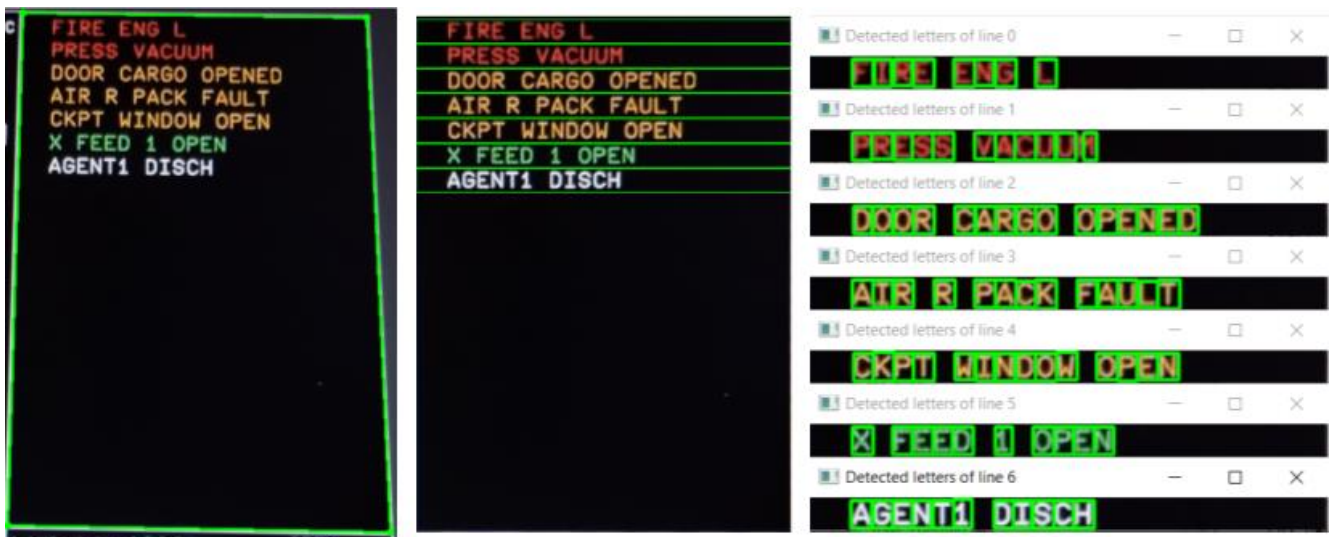 C
FIRE ENG L
PRESS VACUUM
DOOR CARGO OPENED
AIR R PACK FAULT
CKPT WINDOW OPEN
X FEED 1 OPEN
AGENT1 DISCH
FIRE ENG L
PRESS VACUUM
DOOR CARGO OPENED
AIR R PACK FAULT
CKPT WINDOW OPEN
X FEED 1 OPEN
AGENT1 DISCH
Detected letters of line 0
FIRE ENG L
Detected letters of line 1
PRESS VACUU1
Detected letters of line 2
DOOR CARGO OPENED
Detected letters of line 3
AIR R PACK FAULT
Detected letters of line 4
CKPT WINDOW OPEN
Detected letters of line 5
X FEED 1 OPEN
Detected letters of line 6
AGENT1 DISCH